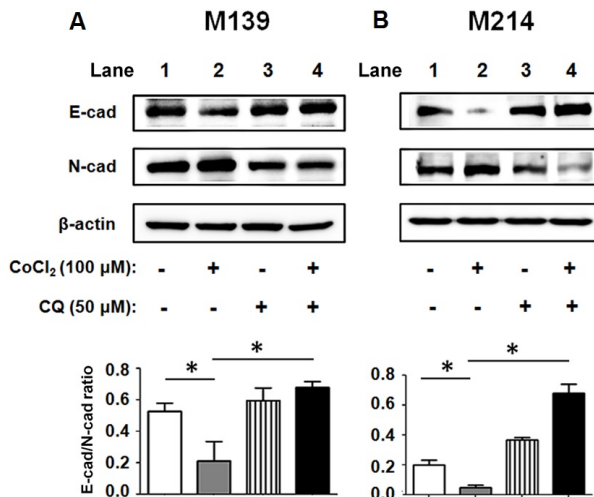 A M139 B M214
Lane 1 2 3 4 1 2 3 4
E-cad
N-cad
β-actin
CoCl₂ (100 μM): - + - + - + - +
CQ (50 μM): - - + + - - + +
E-cad/N-cad ratio
0.8
0.6
0.4
0.2
0.0
* *
0.8
0.6
0.4
0.2
0.0
* *